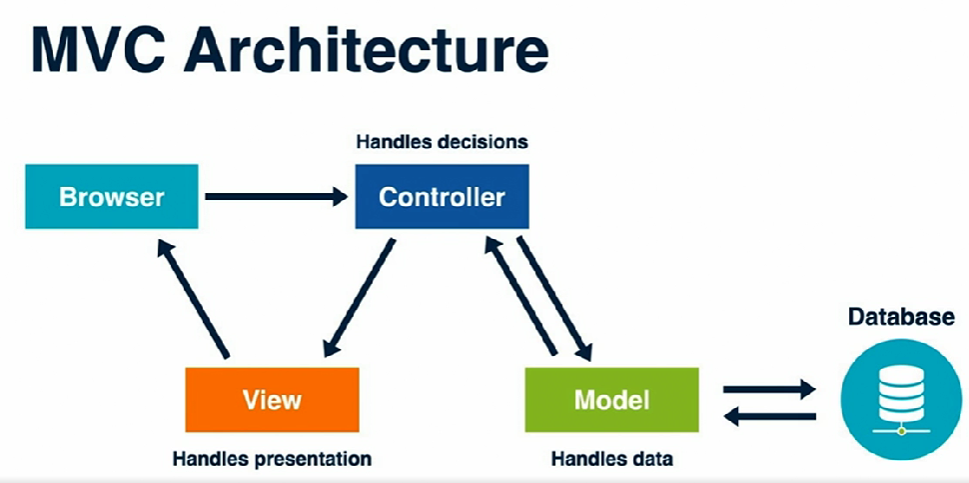 MVC Architecture
Handles decisions
Browser
Controller
Database
View
Model
Handles presentation
Handles data